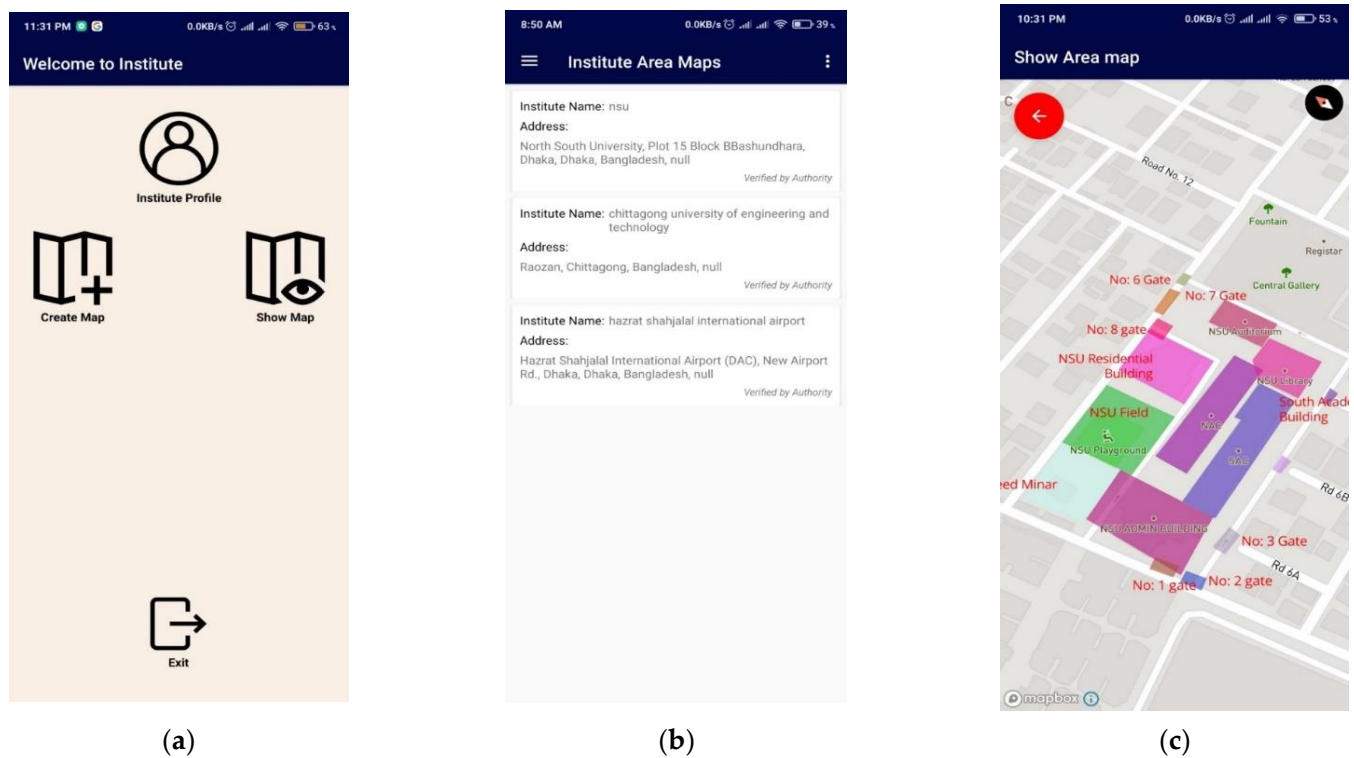 11:31 PM
0.0KB/s
63%
Welcome to Institute
Institute Profile
Create Map
Show Map
Exit
(a)
8:50 AM
0.0KB/s
39%
Institute Area Maps
Institute Name: nsu
Address:
North South University, Plot 15 Block BBashundhara,
Dhaka, Dhaka, Bangladesh, null
Verified by Authority
Institute Name: chittagong university of engineering and
technology
Address:
Raozan, Chittagong, Bangladesh, null
Verified by Authority
Institute Name: hazrat shahjalal international airport
Address:
Hazrat Shahjalal International Airport (DAC), New Airport
Rd., Dhaka, Dhaka, Bangladesh, null
Verified by Authority
(b)
10:31 PM
0.0KB/s
53%
Show Area map
C
Road No. 12
Fountain
Registar
Central Gallery
No: 6 Gate
No: 7 Gate
No: 8 gate
NSU Auditorium
NSU Residential
Building
NSU Library
South Acad
Building
NSU Field
NAC
NSU Playground
SAC
eed Minar
Rd 6B
NSU ADMIN BUILDING
No: 3 Gate
Rd 6A
No: 1 gate
No: 2 gate
mapbox
(c)